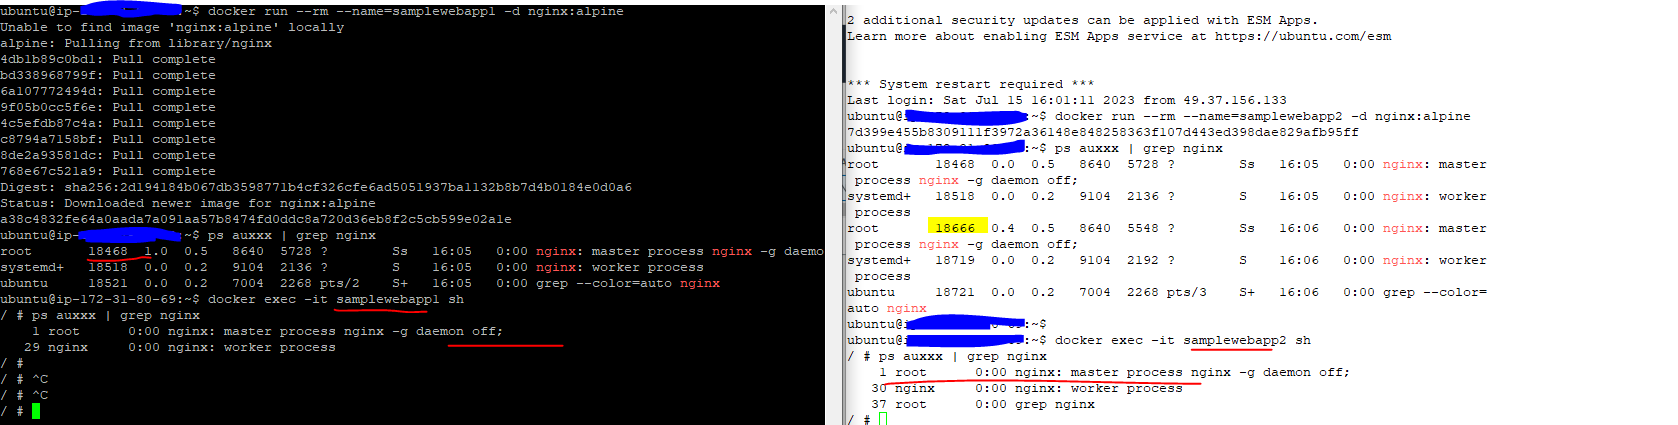 ubuntu@ip-$ docker run --rm --name=samplewebapp1 -d nginx:alpine
Unable to find image 'nginx:alpine' locally
alpine: Pulling from library/nginx
4db1b89c0bd1: Pull complete
bd338968799f: Pull complete
6a107772494d: Pull complete
9f05b0cc5f6e: Pull complete
4c5efdb87c4a: Pull complete
c8794a7158bf: Pull complete
8de2a93581dc: Pull complete
768e67c521a9: Pull complete
Digest: sha256:2d194184b067db3598771b4cf326cfe6ad5051937ba1132b8b7d4b0184e0d0a6
Status: Downloaded newer image for nginx:alpine
a38c4832fe64a0aada7a091aa57b8474fd0ddc8a720d36eb8f2c5cb599e02a1e
ubuntu@ip-:~$ ps auxxx | grep nginx
root 18468 1.0 0.5 8640 5728 ? Ss 16:05 0:00 nginx: master process nginx -g daemo
systemd+ 18518 0.0 0.2 9104 2136 ? S 16:05 0:00 nginx: worker process
ubuntu 18521 0.0 0.2 7004 2268 pts/2 S+ 16:05 0:00 grep --color=auto nginx
ubuntu@ip-172-31-80-69:~$ docker exec -it samplewebapp1 sh
/ # ps auxxx | grep nginx
1 root 0:00 nginx: master process nginx -g daemon off;
29 nginx 0:00 nginx: worker process
/ #
/ # ^C
/ # ^C
/ #
2 additional security updates can be applied with ESM Apps.
Learn more about enabling ESM Apps service at https://ubuntu.com/esm
*** System restart required ***
Last login: Sat Jul 15 16:01:11 2023 from 49.37.156.133
ubuntu@:~$ docker run --rm --name=samplewebapp2 -d nginx:alpine
7d399e455b8309111f3972a36148e848258363f107d443ed398dae829afb95ff
ubuntu@:~$ ps auxxx | grep nginx
root 18468 0.0 0.5 8640 5728 ? Ss 16:05 0:00 nginx: master
process nginx -g daemon off;
systemd+ 18518 0.0 0.2 9104 2136 ? S 16:05 0:00 nginx: worker
process
root 18666 0.4 0.5 8640 5548 ? Ss 16:06 0:00 nginx: master
process nginx -g daemon off;
systemd+ 18719 0.0 0.2 9104 2192 ? S 16:06 0:00 nginx: worker
process
ubuntu 18721 0.0 0.2 7004 2268 pts/3 S+ 16:06 0:00 grep --color=
auto nginx
ubuntu@:~$
ubuntu@:~$ docker exec -it samplewebapp2 sh
/ # ps auxxx | grep nginx
1 root 0:00 nginx: master process nginx -g daemon off;
30 nginx 0:00 nginx: worker process
37 root 0:00 grep nginx
/ #